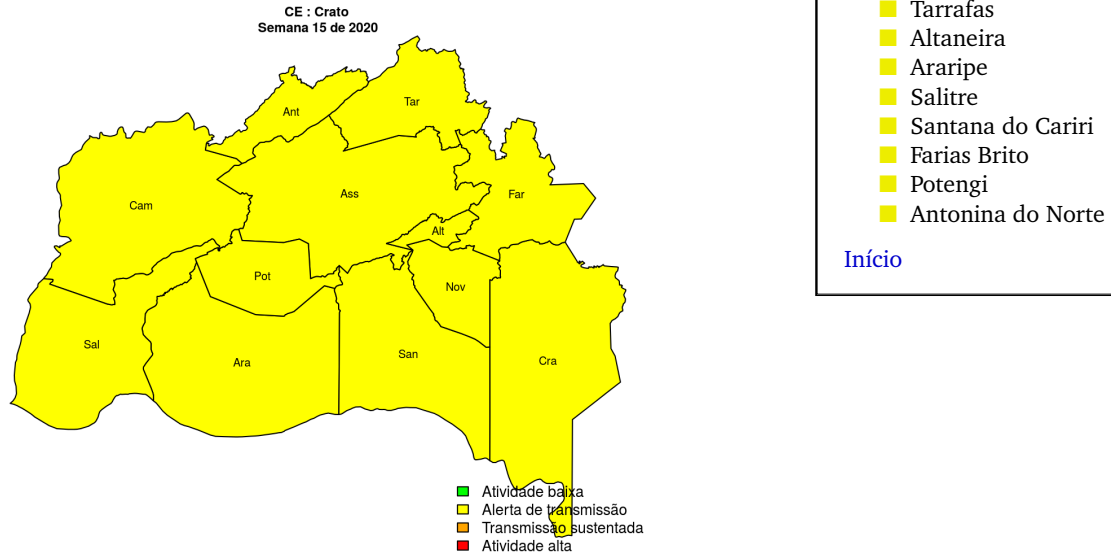 CE : Crato
Semana 15 de 2020
Ant
Tar
Cam
Ass
Far
Alt
Pot
Nov
Sal
Ara
San
Cra
Atividade baixa
Alerta de transmissão
Transmissão sustentada
Atividade alta
Tarrafas
Altaneira
Araripe
Salitre
Santana do Cariri
Farias Brito
Potengi
Antonina do Norte
Início